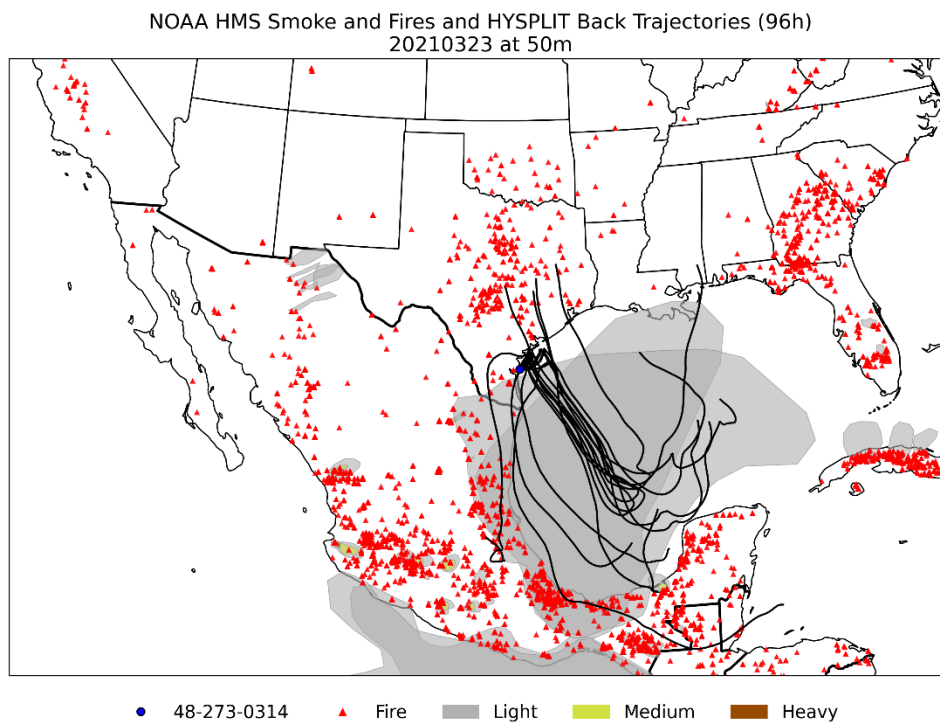 NOAA HMS Smoke and Fires and HYSPLIT Back Trajectories (96h)
20210323 at 50m
48-273-0314 Fire Light Medium Heavy